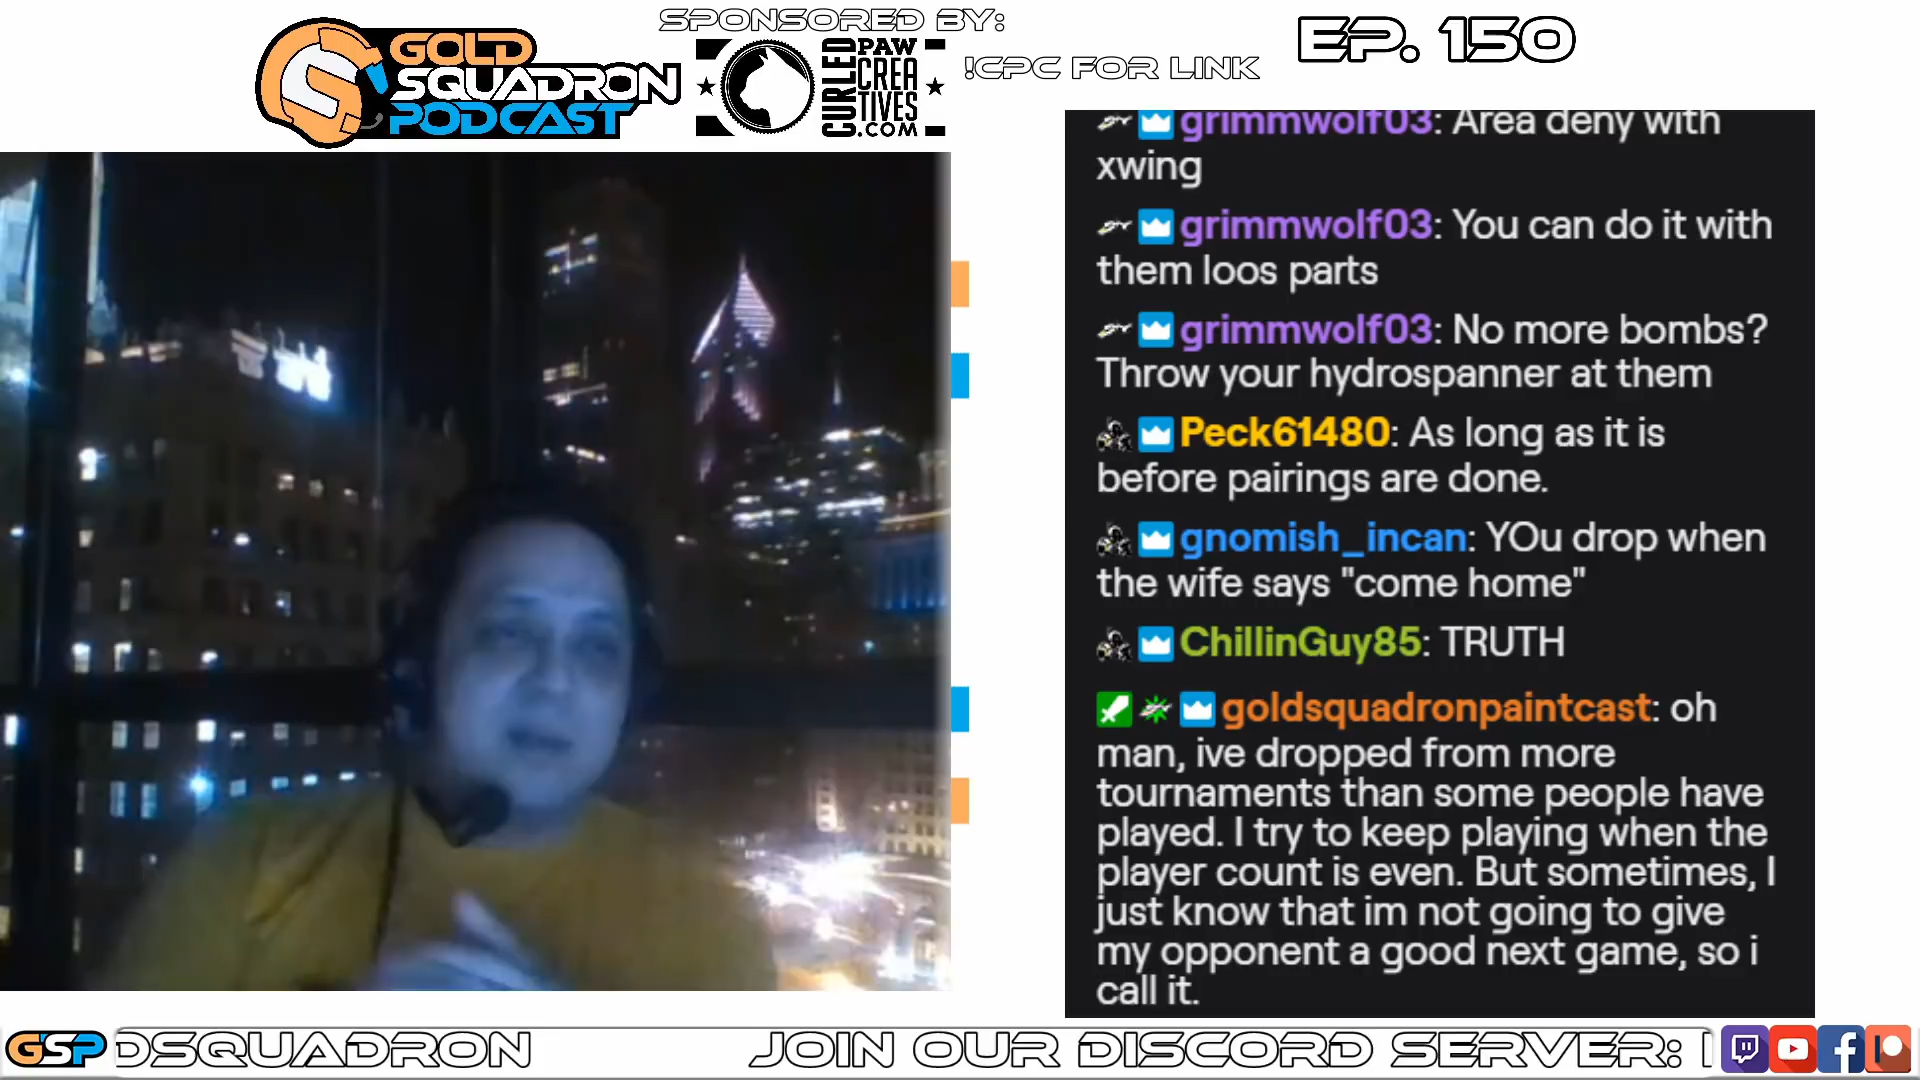 SPONSORED BY:
GOLD
SQUADRON
PODCAST
CURLED
PAW
CREA
TIVES
.COM
!CPC FOR LINK
EP. 150
grimmwolf03: Area deny with
xwing
grimmwolf03: You can do it with
them loos parts
grimmwolf03: No more bombs?
Throw your hydrospanner at them
Peck61480: As long as it is
before pairings are done.
gnomish_incan: YOu drop when
the wife says "come home"
ChillinGuy85: TRUTH
goldsquadronpaintcast: oh
man, ive dropped from more
tournaments than some people have
played. I try to keep playing when the
player count is even. But sometimes, I
just know that im not going to give
my opponent a good next game, so i
call it.
GSP DSQUADRON JOIN OUR DISCORD SERVER: